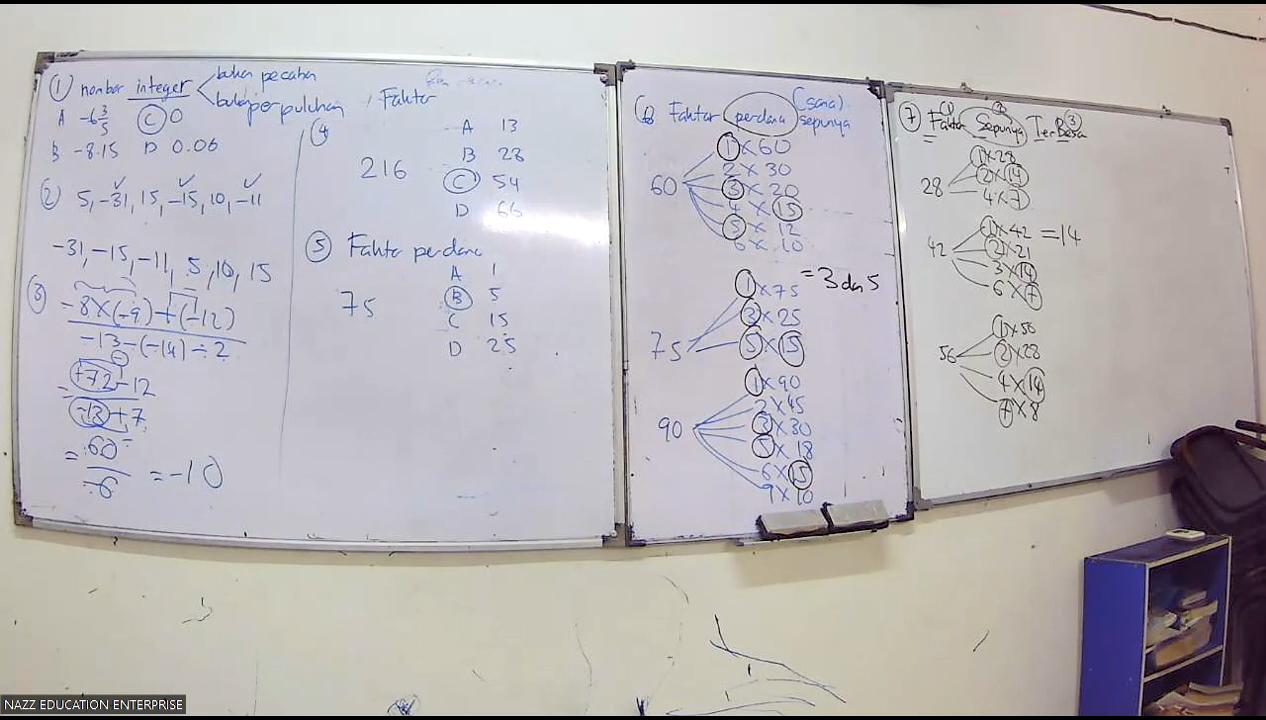 ① nombor integer
bukan pecahan
bukan perpuluhan
A -6 3/5 Ⓒ 0
B -8.15 D 0.06
② 5, -31, 15, -15, 10, -11
-31, -15, -11, 5, 10, 15
③ -8×(-9)+(-12)
-13-(-14)÷2
= +72-12
-13+7
= 60
-6
= -10
④ Faktor
216
A 13
B 28
Ⓒ 54
D 66
⑤ Faktor perdana
75
A 1
Ⓑ 5
C 15
D 25
⑥ Faktor perdana (sama) sepunya
60
1×60
2×30
3×20
4×15
5×12
6×10
= 3 dan 5
75
1×75
3×25
5×15
90
1×90
2×45
3×30
5×18
6×15
9×10
⑦ Faktor Sepunya TerBesar
(1) (2) (3)
28
1×28
2×14
4×7
42
1×42 = 14
2×21
3×14
6×7
56
1×56
2×28
4×14
7×8
NAZZ EDUCATION ENTERPRISE